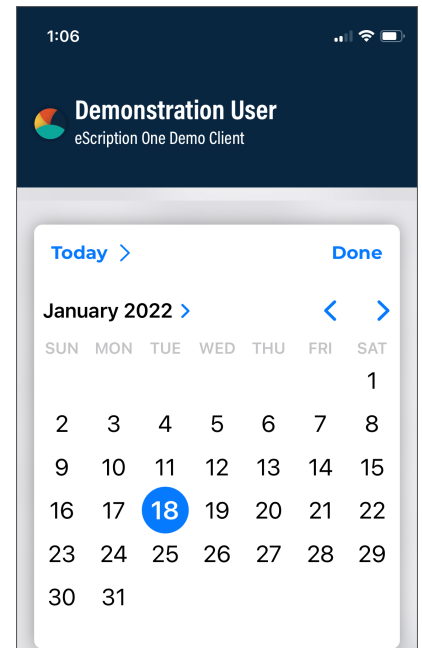 1:06
Demonstration User
eScription One Demo Client
Today
Done
January 2022
SUN MON TUE WED THU FRI SAT
1
2 3 4 5 6 7 8
9 10 11 12 13 14 15
16 17 18 19 20 21 22
23 24 25 26 27 28 29
30 31